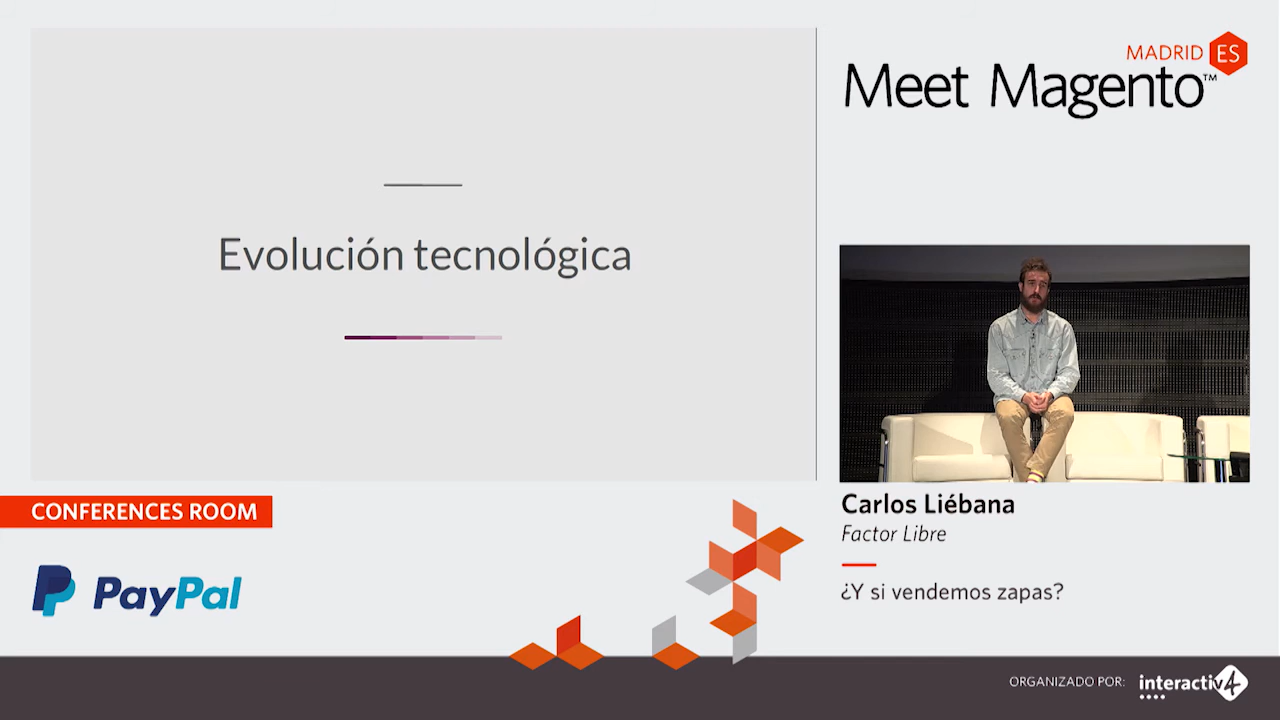 Evolución tecnológica
MADRID ES
Meet Magento™
CONFERENCES ROOM
PayPal
Carlos Liébana
Factor Libre
¿Y si vendemos zapas?
ORGANIZADO POR: interactiv4